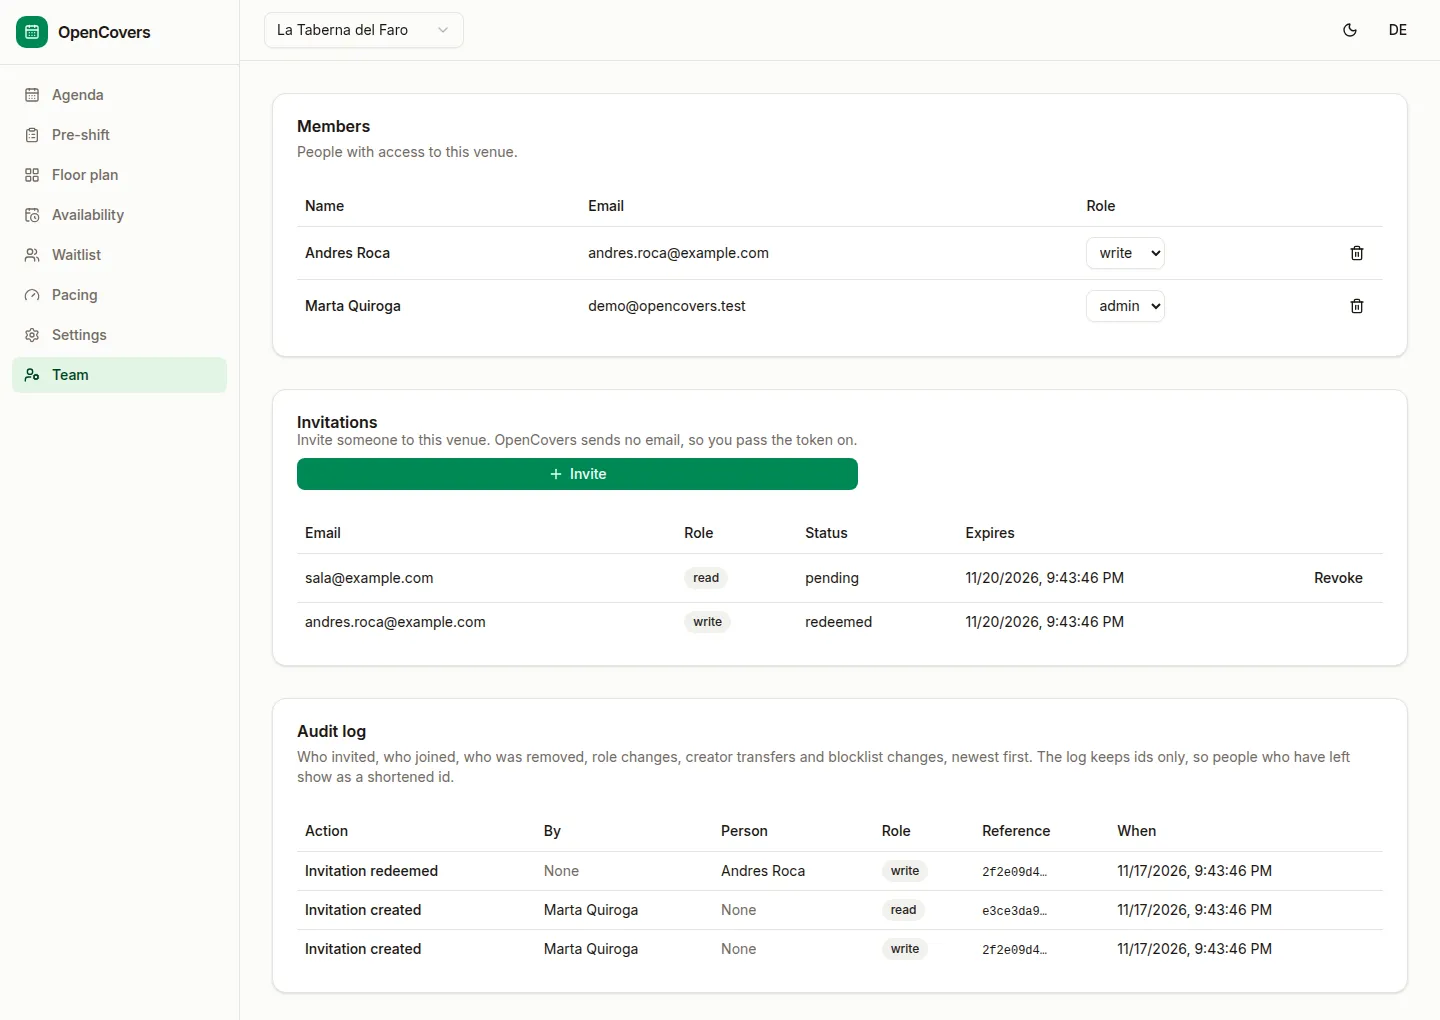 OpenCovers
La Taberna del Faro
DE
Agenda
Pre-shift
Floor plan
Availability
Waitlist
Pacing
Settings
Team
Members
People with access to this venue.
Name Email Role
Andres Roca andres.roca@example.com write
Marta Quiroga demo@opencovers.test admin
Invitations
Invite someone to this venue. OpenCovers sends no email, so you pass the token on.
+ Invite
Email Role Status Expires
sala@example.com read pending 11/20/2026, 9:43:46 PM Revoke
andres.roca@example.com write redeemed 11/20/2026, 9:43:46 PM
Audit log
Who invited, who joined, who was removed, role changes, creator transfers and blocklist changes, newest first. The log keeps ids only, so people who have left
show as a shortened id.
Action By Person Role Reference When
Invitation redeemed None Andres Roca write 2f2e09d4… 11/17/2026, 9:43:46 PM
Invitation created Marta Quiroga None read e3ce3da9… 11/17/2026, 9:43:46 PM
Invitation created Marta Quiroga None write 2f2e09d4… 11/17/2026, 9:43:46 PM